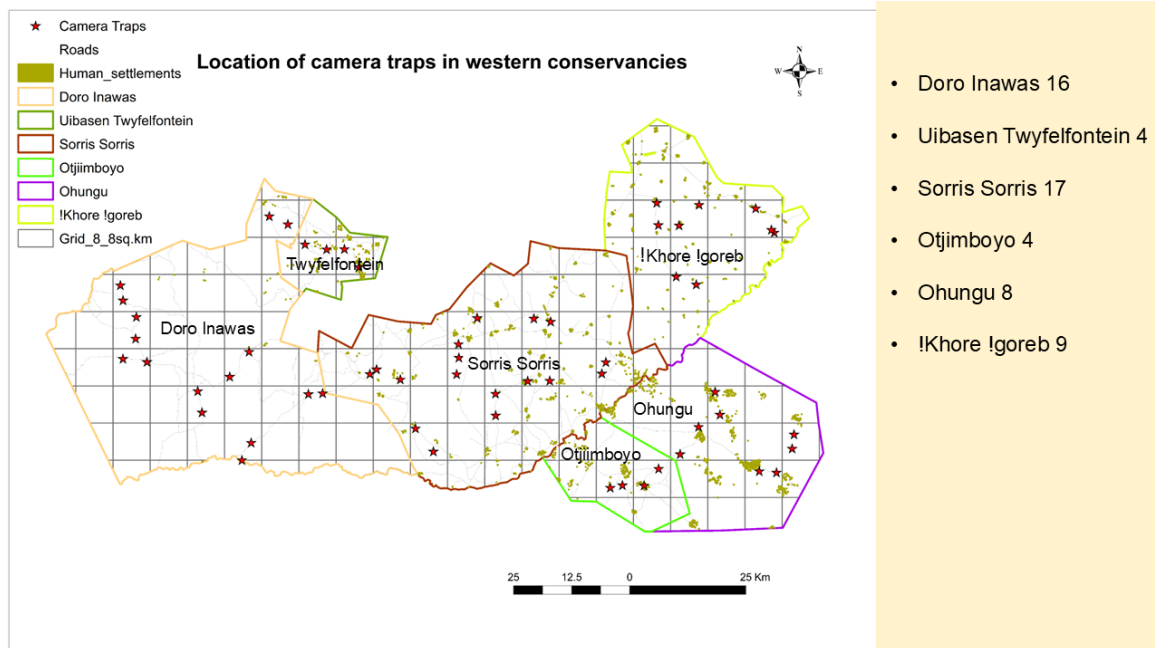 Camera Traps
Roads
Human_settlements
Doro Inawas
Uibasen Twyfelfontein
Sorris Sorris
Otjiimboyo
Ohungu
!Khore !goreb
Grid_8_8sq.km
Location of camera traps in western conservancies
N
W E
S
!Khore !goreb
Twyfelfontein
Doro Inawas
Sorris Sorris
Ohungu
Otjiimboyo
25 12.5 0 25 Km
• Doro Inawas 16
• Uibasen Twyfelfontein 4
• Sorris Sorris 17
• Otjimboyo 4
• Ohungu 8
• !Khore !goreb 9